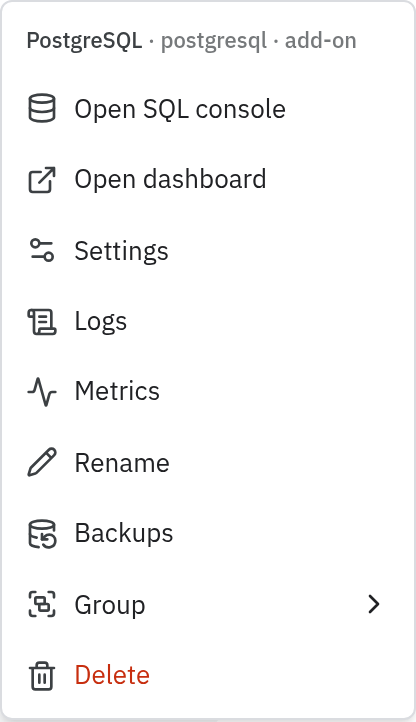 PostgreSQL · postgresql · add-on
Open SQL console
Open dashboard
Settings
Logs
Metrics
Rename
Backups
Group
Delete